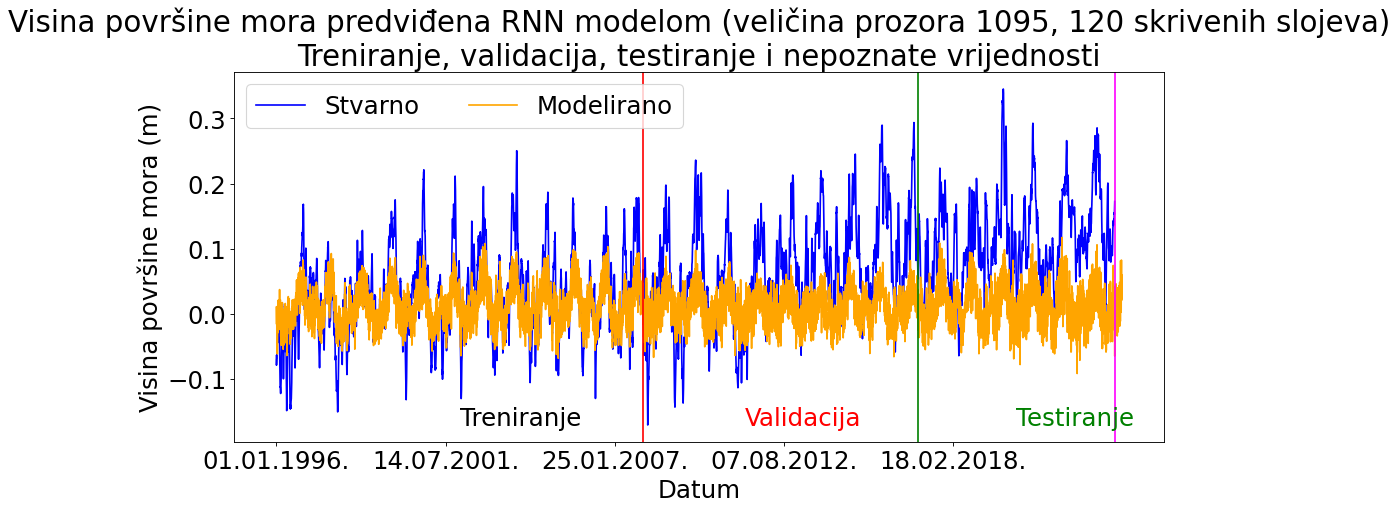 Visina površine mora predviđena RNN modelom (veličina prozora 1095, 120 skrivenih slojeva)
Treniranje, validacija, testiranje i nepoznate vrijednosti
Stvarno Modelirano
Visina površine mora (m)
0.3
0.2
0.1
0.0
−0.1
Treniranje Validacija Testiranje
01.01.1996. 14.07.2001. 25.01.2007. 07.08.2012. 18.02.2018.
Datum